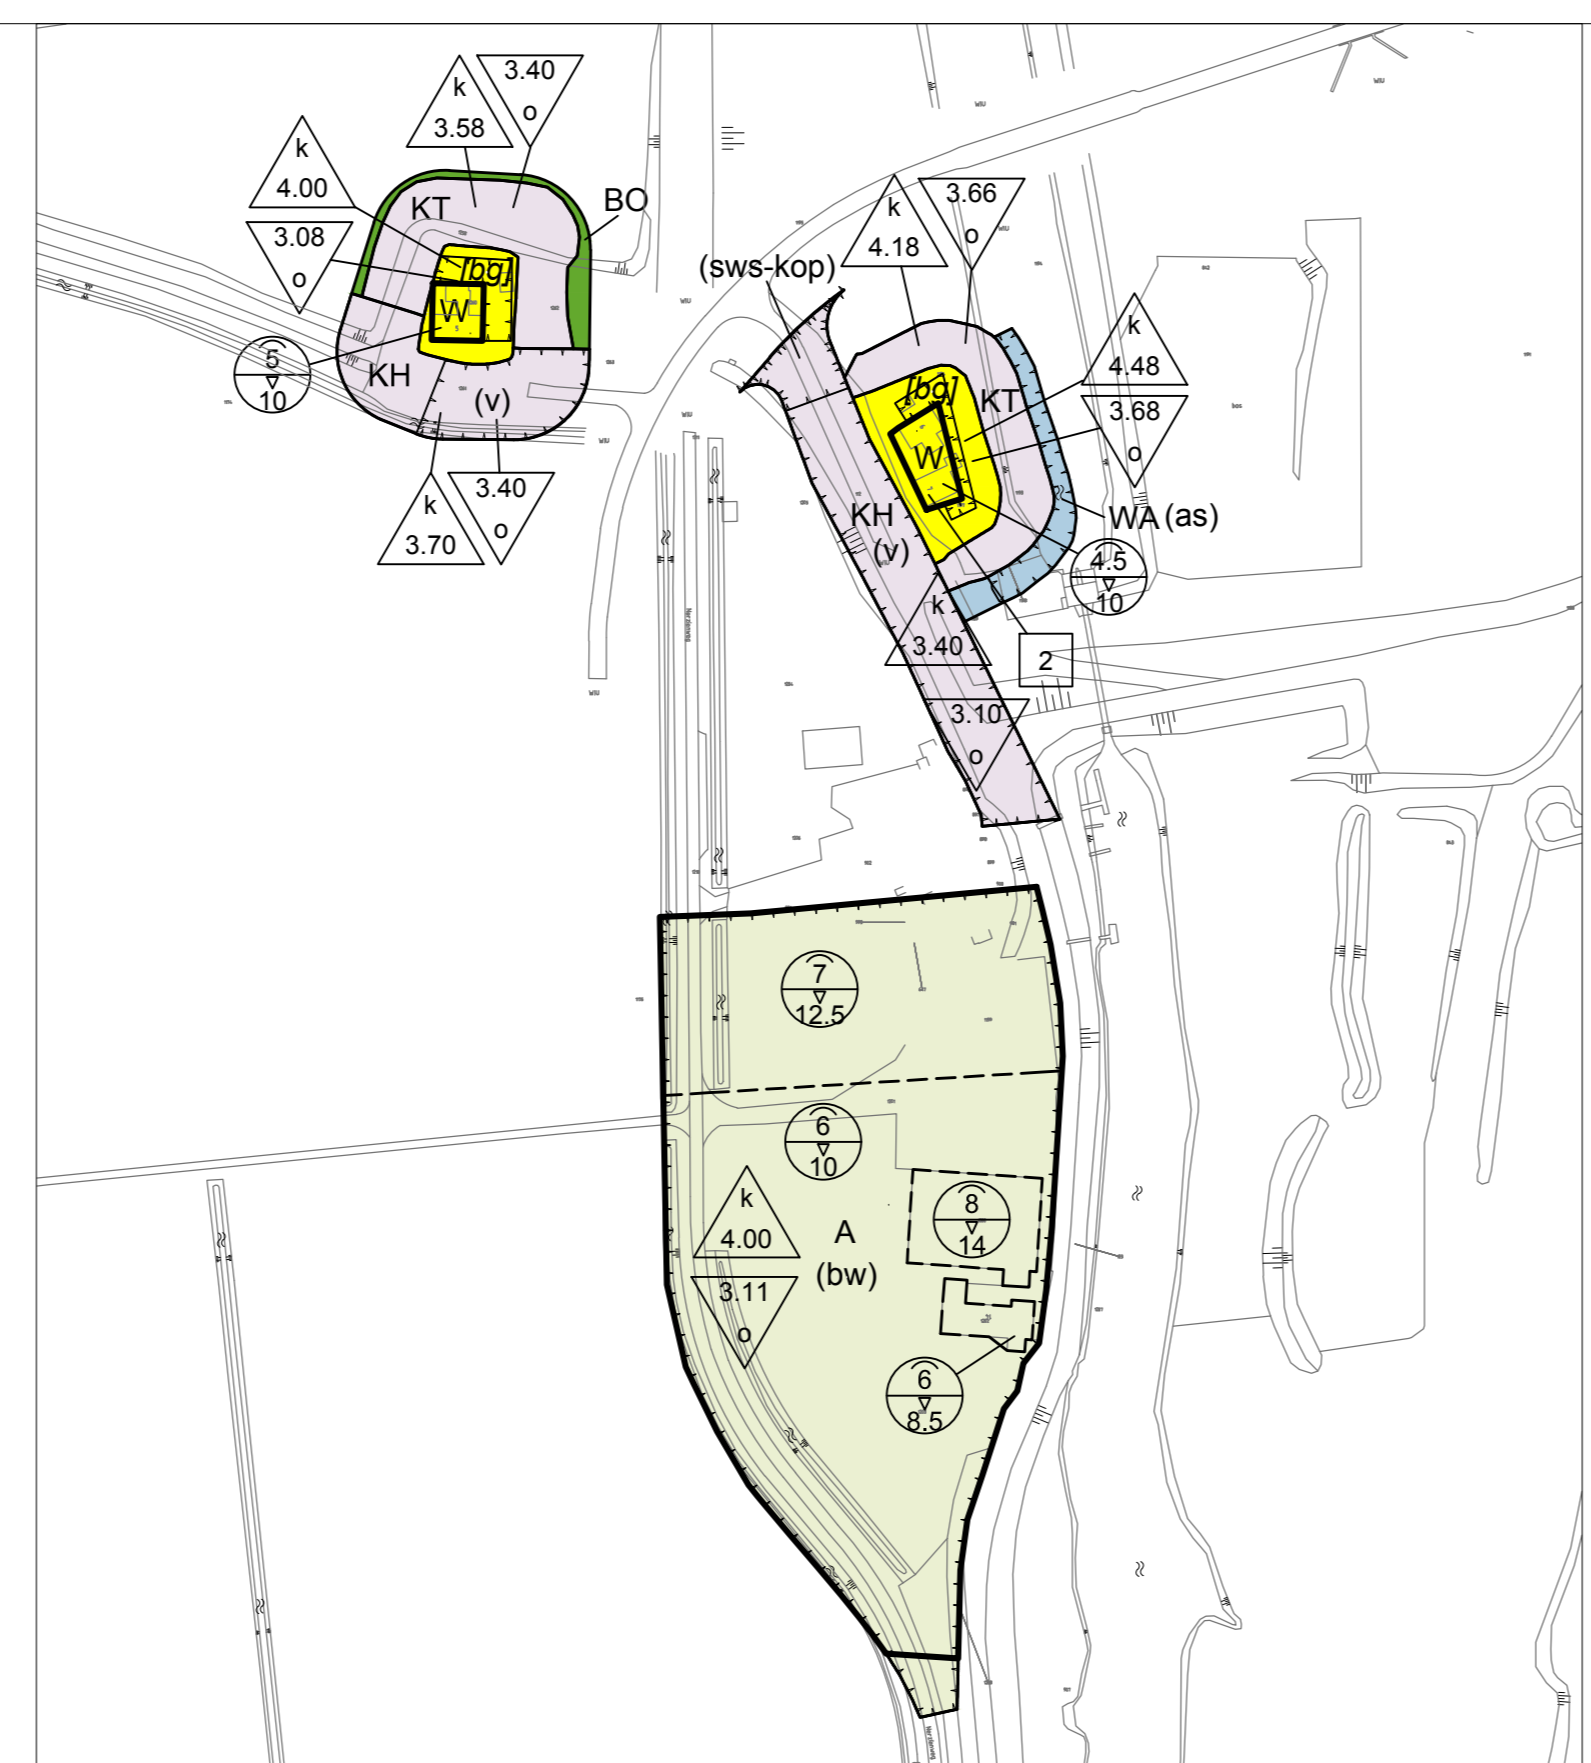 k
3.58
3.40
o
k
4.00
3.08
o
KT
BO
[bg]
W
5
10
KH
(v)
k
3.70
3.40
o
(sws-kop)
k
4.18
3.66
o
k
4.48
3.68
o
[bg]
KT
W
KH
(v)
WA (as)
4.5
10
k
3.40
2
3.10
o
7
12.5
6
10
k
4.00
A
(bw)
3.11
o
8
14
6
8.5